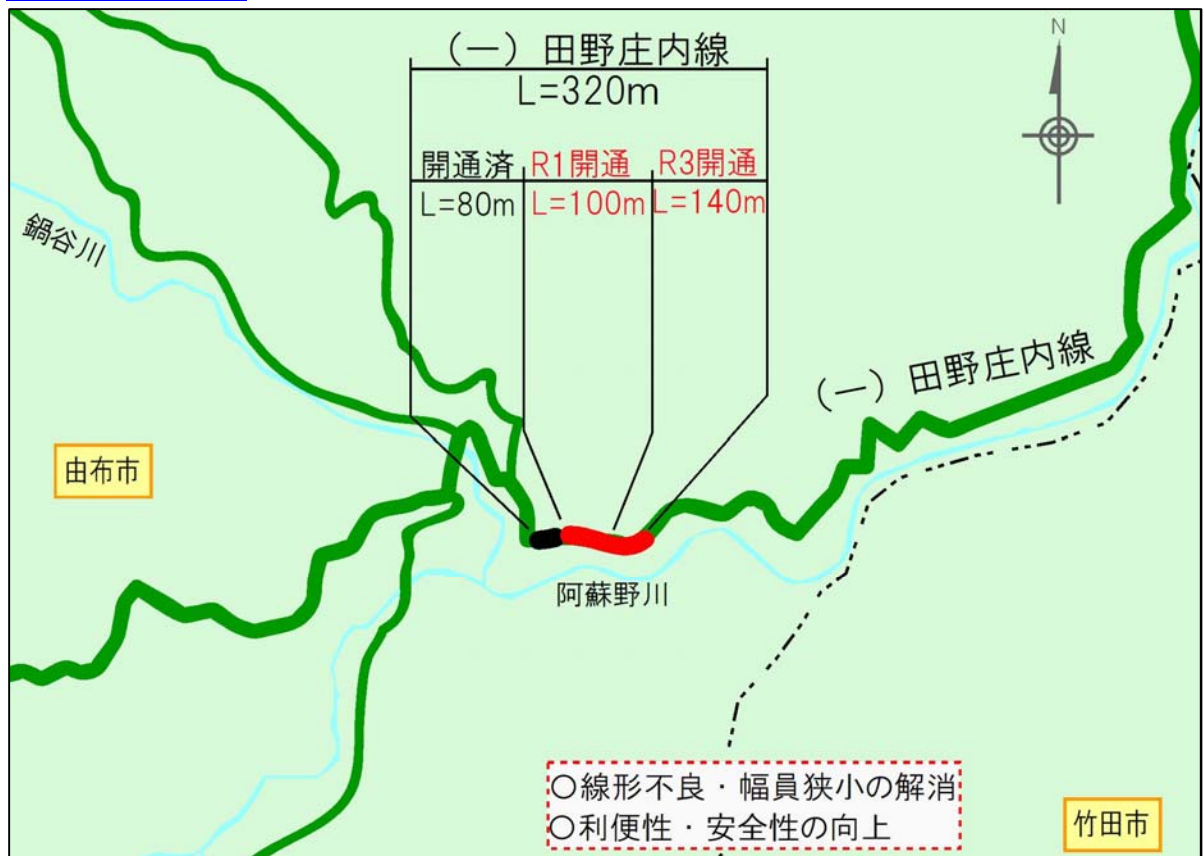 （一）田野庄内線
L=320m
N
開通済 R1開通 R3開通
L=80m L=100m L=140m
鍋谷川
（一）田野庄内線
由布市
阿蘇野川
○線形不良・幅員狭小の解消
○利便性・安全性の向上
竹田市